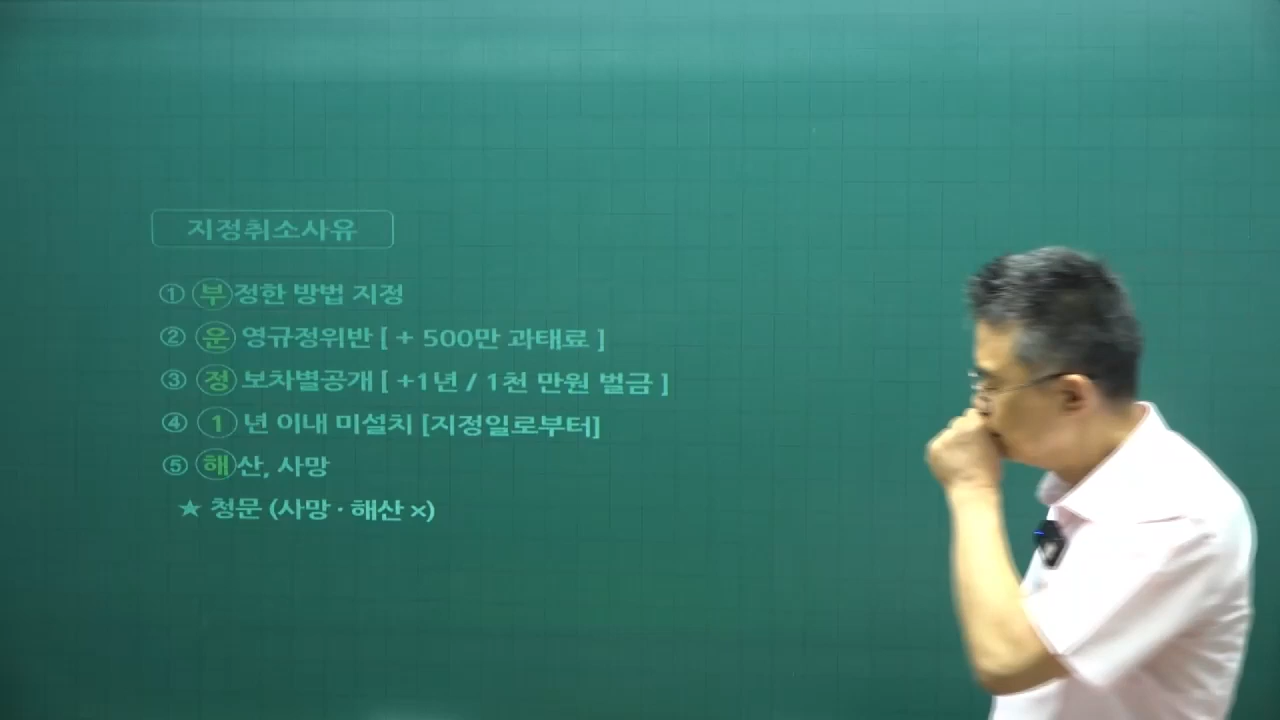 지정취소사유
① 부정한 방법 지정
② 운영규정위반 [ + 500만 과태료 ]
③ 정보차별공개 [ +1년 / 1천 만원 벌금 ]
④ 1년 이내 미설치 [지정일로부터]
⑤ 해산, 사망
★ 청문 (사망 · 해산 ×)